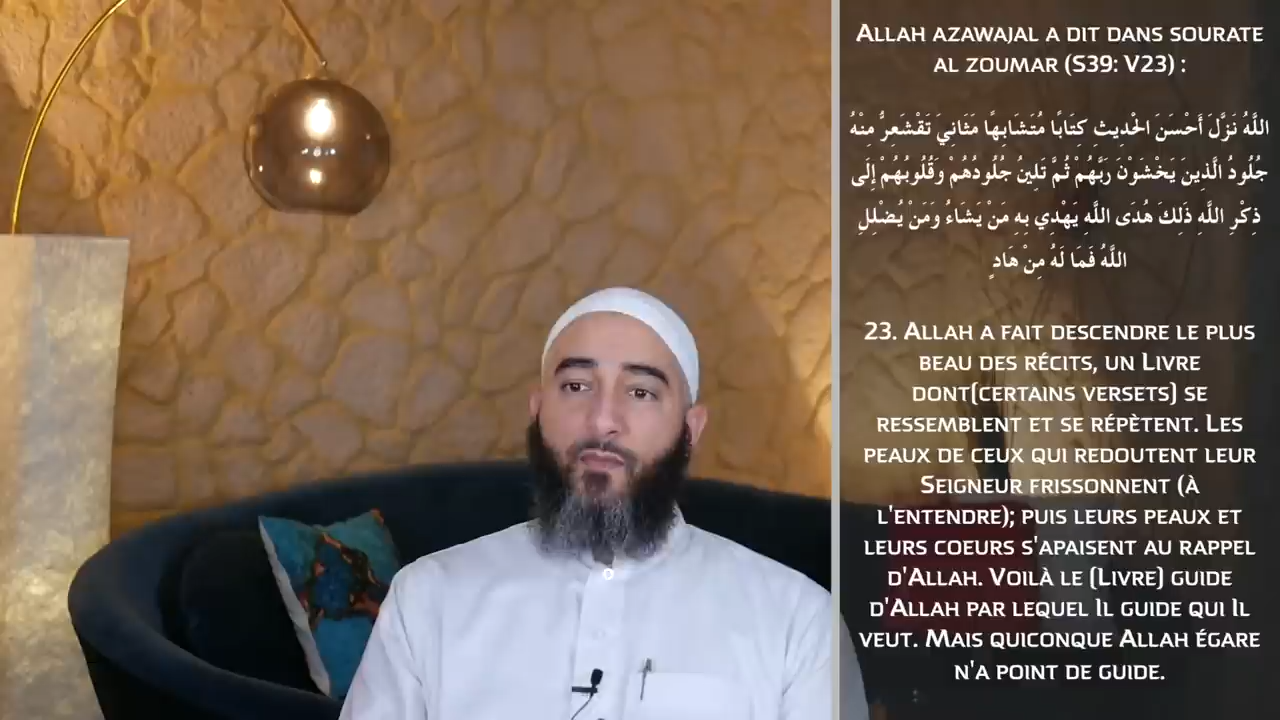 ALLAH AZAWAJAL A DIT DANS SOURATE
AL ZOUMAR (S39: V23) :
اللَّهُ نَزَّلَ أَحْسَنَ الْحَدِيثِ كِتَابًا مُتَشَابِهًا مَثَانِيَ تَقْشَعِرُّ مِنْهُ
جُلُودُ الَّذِينَ يَخْشَوْنَ رَبَّهُمْ ثُمَّ تَلِينُ جُلُودُهُمْ وَقُلُوبُهُمْ إِلَى
ذِكْرِ اللَّهِ ذَلِكَ هُدَى اللَّهِ يَهْدِي بِهِ مَنْ يَشَاءُ وَمَنْ يُضْلِلِ
اللَّهُ فَمَا لَهُ مِنْ هَادٍ
23. ALLAH A FAIT DESCENDRE LE PLUS
BEAU DES RÉCITS, UN LIVRE
DONT(CERTAINS VERSETS) SE
RESSEMBLENT ET SE RÉPÈTENT. LES
PEAUX DE CEUX QUI REDOUTENT LEUR
SEIGNEUR FRISSONNENT (À
L'ENTENDRE); PUIS LEURS PEAUX ET
LEURS COEURS S'APAISENT AU RAPPEL
D'ALLAH. VOILÀ LE (LIVRE) GUIDE
D'ALLAH PAR LEQUEL IL GUIDE QUI IL
VEUT. MAIS QUICONQUE ALLAH ÉGARE
N'A POINT DE GUIDE.